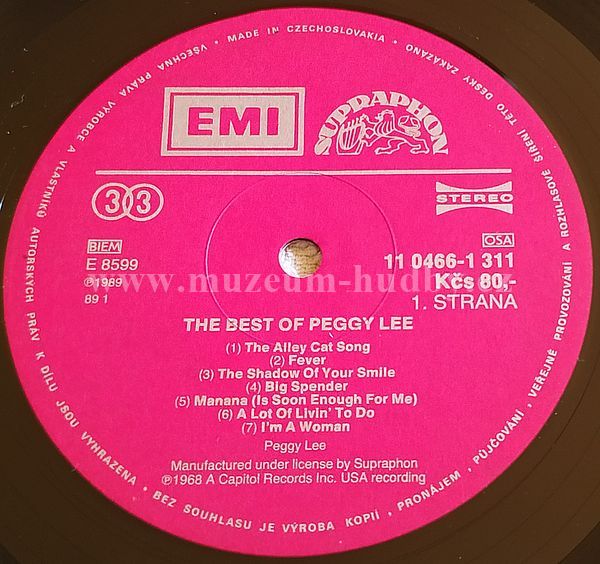 VŠECHNA PRÁVA VÝROBCE A VLASTNÍKŮ AUTORSKÝCH PRÁV K DÍLU JSOU VYHRAZENA • BEZ SOUHLASU JE VÝROBA KOPIÍ, PRONÁJEM, PŮJČOVÁNÍ, VEŘEJNÉ PROVOZOVÁNÍ A ROZHLASOVÉ ŠÍŘENÍ TÉTO DESKY ZAKÁZÁNO • MADE IN CZECHOSLOVAKIA •
EMI SUPRAPHON
33 STEREO
BIEM OSA
E 8599 11 0466-1 311
www.muzeum-hudby.cz
℗1989 Kčs 80,-
89 1 1. STRANA
THE BEST OF PEGGY LEE
(1) The Alley Cat Song
(2) Fever
(3) The Shadow Of Your Smile
(4) Big Spender
(5) Manana (Is Soon Enough For Me)
(6) A Lot Of Livin' To Do
(7) I'm A Woman
Peggy Lee
Manufactured under license by Supraphon
℗1968 A Capitol Records Inc. USA recording